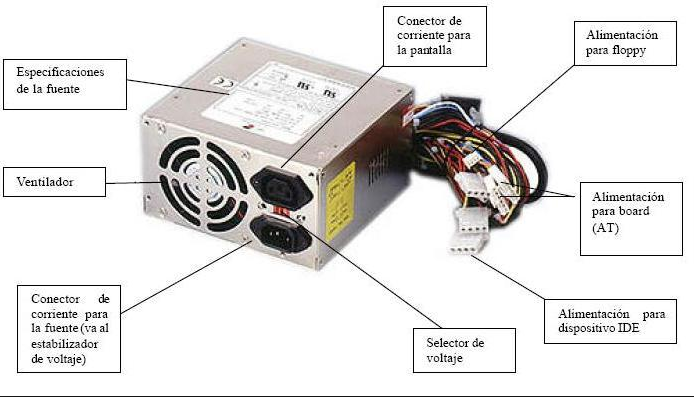 Conector de
corriente para
la pantalla
Alimentación
para floppy
Especificaciones
de la fuente
Ventilador
Alimentación
para board
(AT)
Conector de
corriente para
la fuente (va al
estabilizador
de voltaje)
Selector de
voltaje
Alimentación para
dispositivo IDE